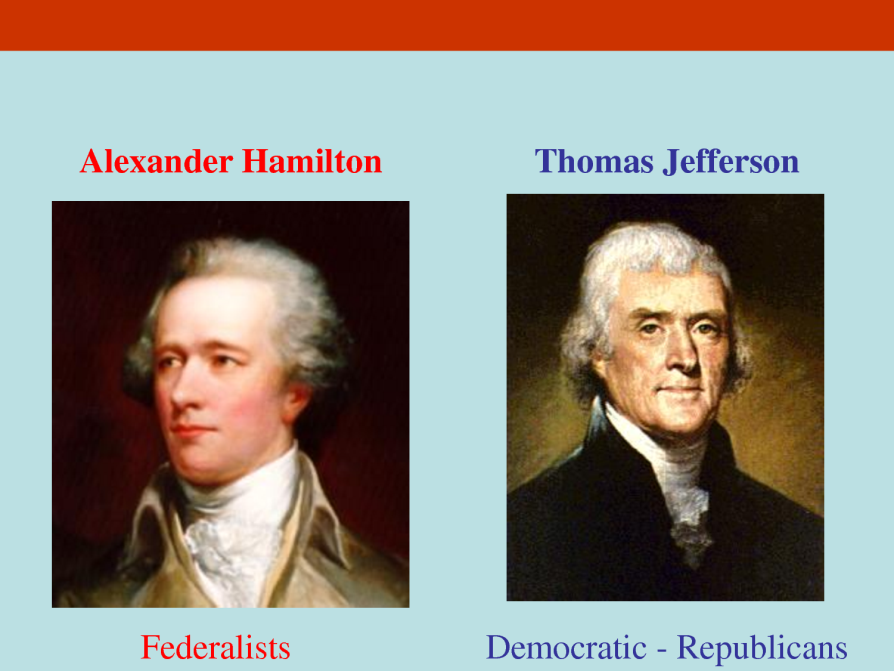 Alexander Hamilton
Thomas Jefferson
Federalists
Democratic - Republicans